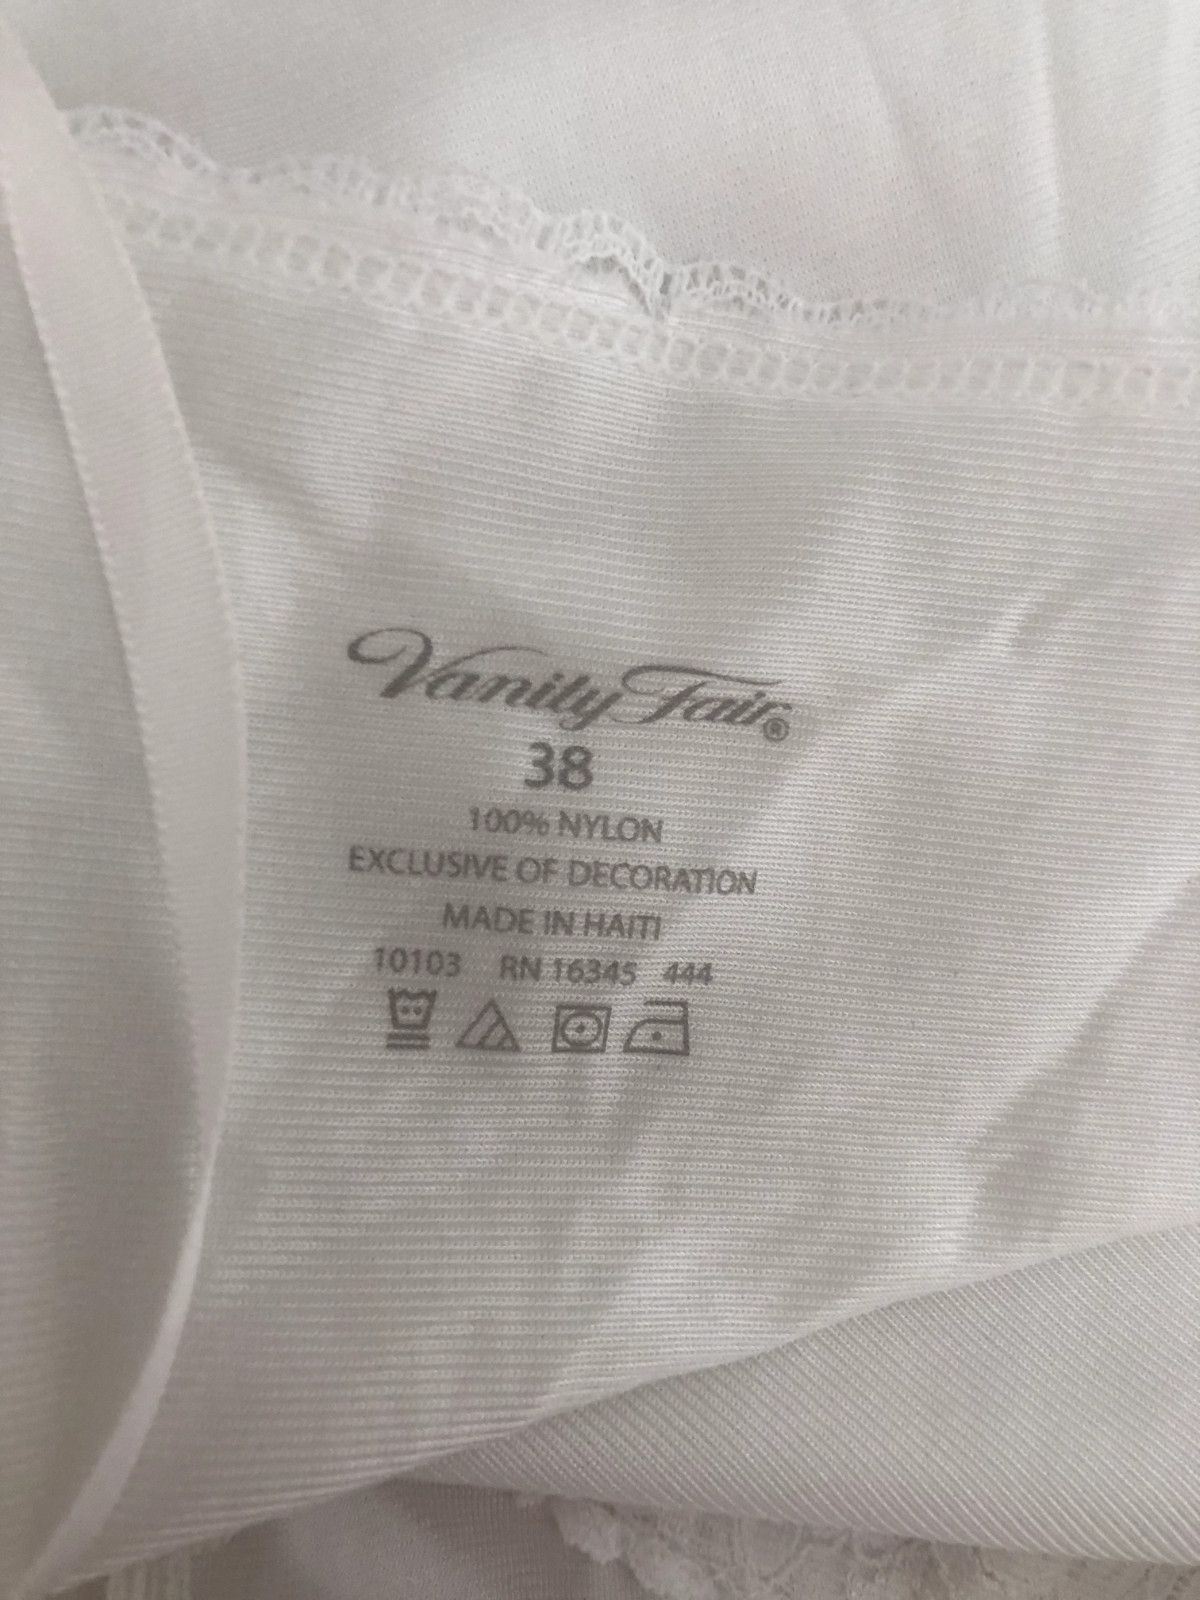 Vanity Fair®
38
100% NYLON
EXCLUSIVE OF DECORATION
MADE IN HAITI
10103 RN 16345 444